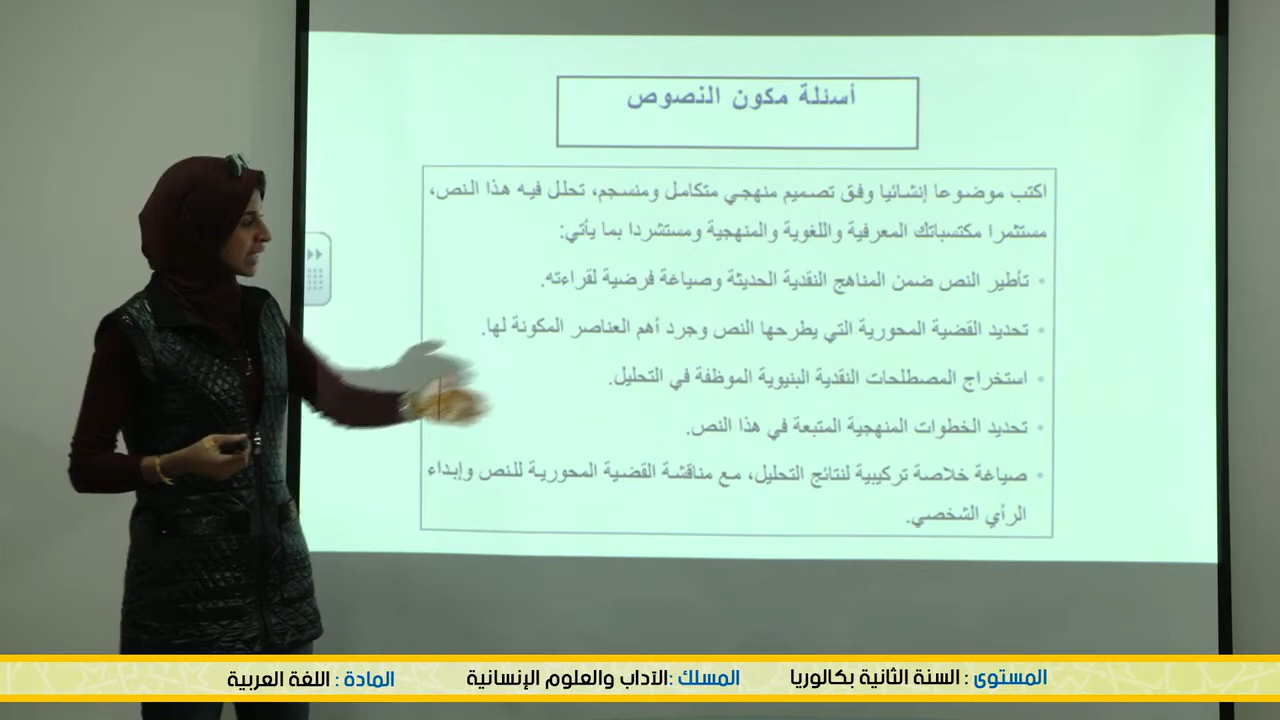 أسئلة مكون النصوص
اكتب موضوعا إنشائيا وفق تصميم منهجي متكامل ومنسجم، تحلل فيه هذا النص،
مستثمرا مكتسباتك المعرفية واللغوية والمنهجية ومستشردا بما يأتي:
• تأطير النص ضمن المناهج النقدية الحديثة وصياغة فرضية لقراءته.
• تحديد القضية المحورية التي يطرحها النص وجرد أهم العناصر المكونة لها.
• استخراج المصطلحات النقدية البنيوية الموظفة في التحليل.
• تحديد الخطوات المنهجية المتبعة في هذا النص.
• صياغة خلاصة تركيبية لنتائج التحليل، مع مناقشة القضية المحورية للنص وإبداء
الرأي الشخصي.
المستوى : السنة الثانية بكالوريا المسلك :الآداب والعلوم الإنسانية المادة : اللغة العربية